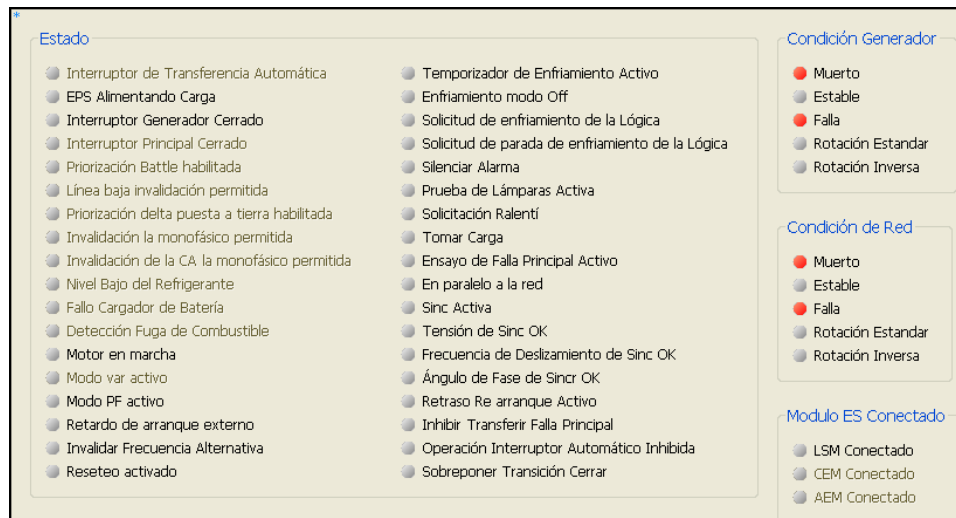 *
Estado
Interruptor de Transferencia Automática
EPS Alimentando Carga
Interruptor Generador Cerrado
Interruptor Principal Cerrado
Priorización Battle habilitada
Línea baja invalidación permitida
Priorización delta puesta a tierra habilitada
Invalidación la monofásico permitida
Invalidación de la CA la monofásico permitida
Nivel Bajo del Refrigerante
Fallo Cargador de Batería
Detección Fuga de Combustible
Motor en marcha
Modo var activo
Modo PF activo
Retardo de arranque externo
Invalidar Frecuencia Alternativa
Reseteo activado
Temporizador de Enfriamiento Activo
Enfriamiento modo Off
Solicitud de enfriamiento de la Lógica
Solicitud de parada de enfriamiento de la Lógica
Silenciar Alarma
Prueba de Lámparas Activa
Solicitación Ralentí
Tomar Carga
Ensayo de Falla Principal Activo
En paralelo a la red
Sinc Activa
Tensión de Sinc OK
Frecuencia de Deslizamiento de Sinc OK
Ángulo de Fase de Sincr OK
Retraso Re arranque Activo
Inhibir Transferir Falla Principal
Operación Interruptor Automático Inhibida
Sobreponer Transición Cerrar
Condición Generador
Muerto
Estable
Falla
Rotación Estandar
Rotación Inversa
Condición de Red
Muerto
Estable
Falla
Rotación Estandar
Rotación Inversa
Modulo ES Conectado
LSM Conectado
CEM Conectado
AEM Conectado